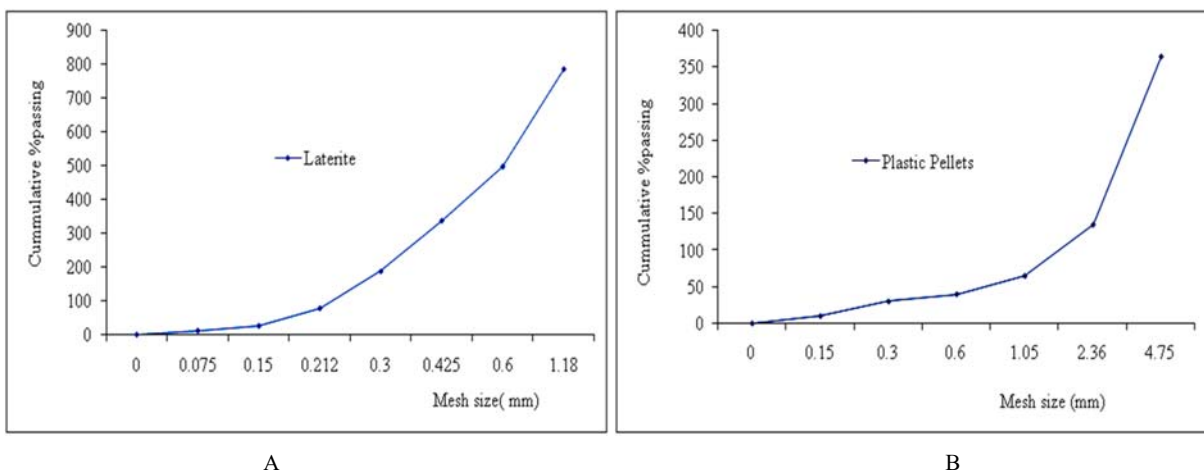 900
800
700
600
500
400
300
200
100
0
Cummulative %passing
Laterite
0 0.075 0.15 0.212 0.3 0.425 0.6 1.18
Mesh size( mm)
A
400
350
300
250
200
150
100
50
0
Cummulative %passing
Plastic Pellets
0 0.15 0.3 0.6 1.05 2.36 4.75
Mesh size (mm)
B